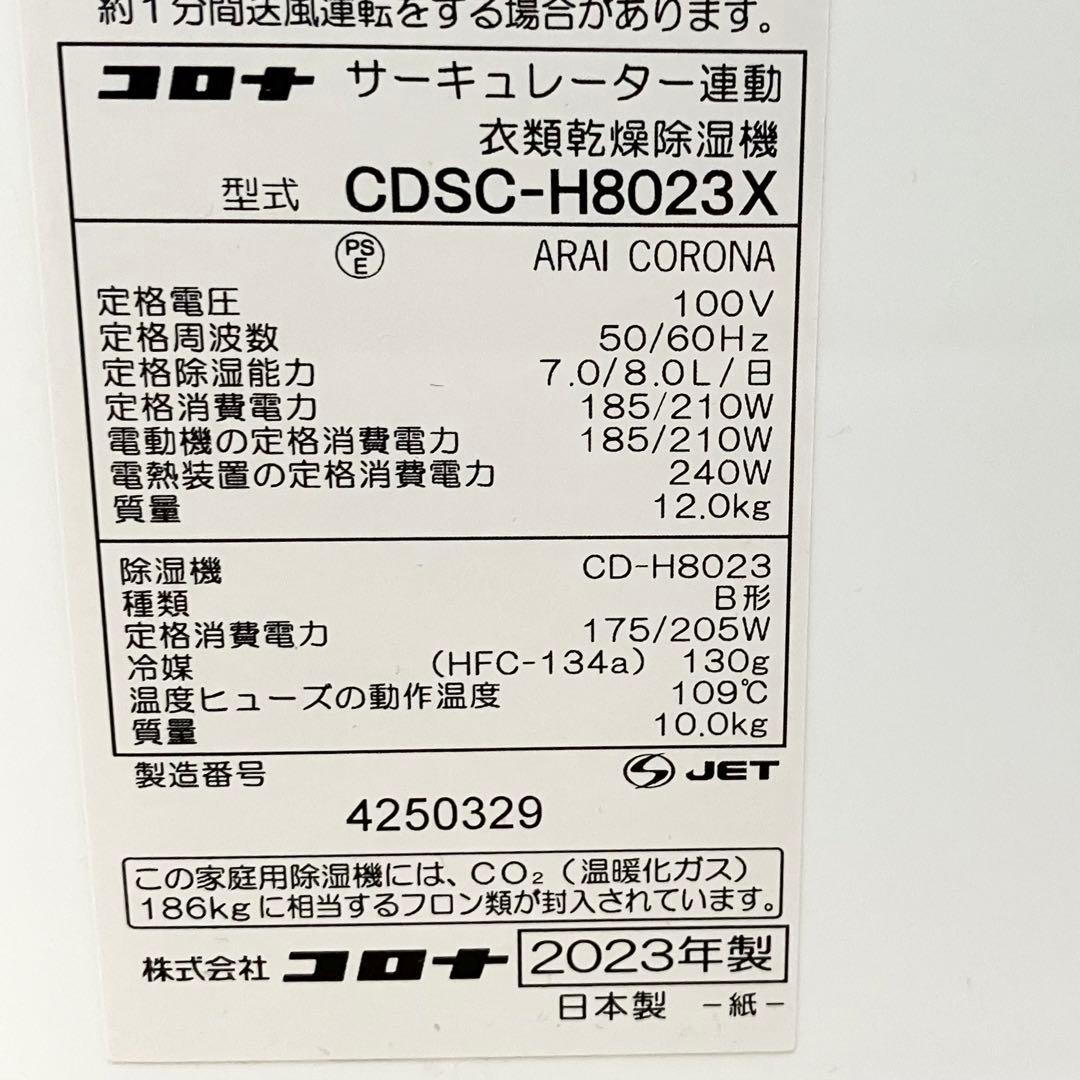 約1分間送風運転をする場合があります。
コロナ サーキュレーター連動
衣類乾燥除湿機
型式 CDSC-H8023X
PSE ARAI CORONA
定格電圧 100V
定格周波数 50/60Hz
定格除湿能力 7.0/8.0L/日
定格消費電力 185/210W
電動機の定格消費電力 185/210W
電熱装置の定格消費電力 240W
質量 12.0kg
除湿機 CD-H8023
種類 B形
定格消費電力 175/205W
冷媒 (HFC-134a) 130g
温度ヒューズの動作温度 109℃
質量 10.0kg
製造番号 JET
4250329
この家庭用除湿機には、CO₂(温暖化ガス)
186kgに相当するフロン類が封入されています。
株式会社 コロナ 2023年製
日本製 -紙-